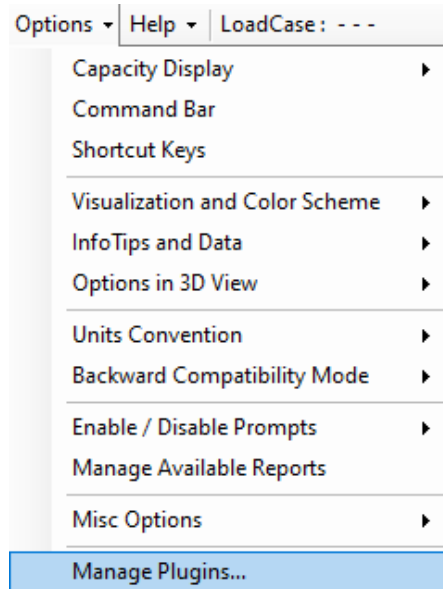 Options Help LoadCase: - - -
Capacity Display
Command Bar
Shortcut Keys
Visualization and Color Scheme
InfoTips and Data
Options in 3D View
Units Convention
Backward Compatibility Mode
Enable / Disable Prompts
Manage Available Reports
Misc Options
Manage Plugins...